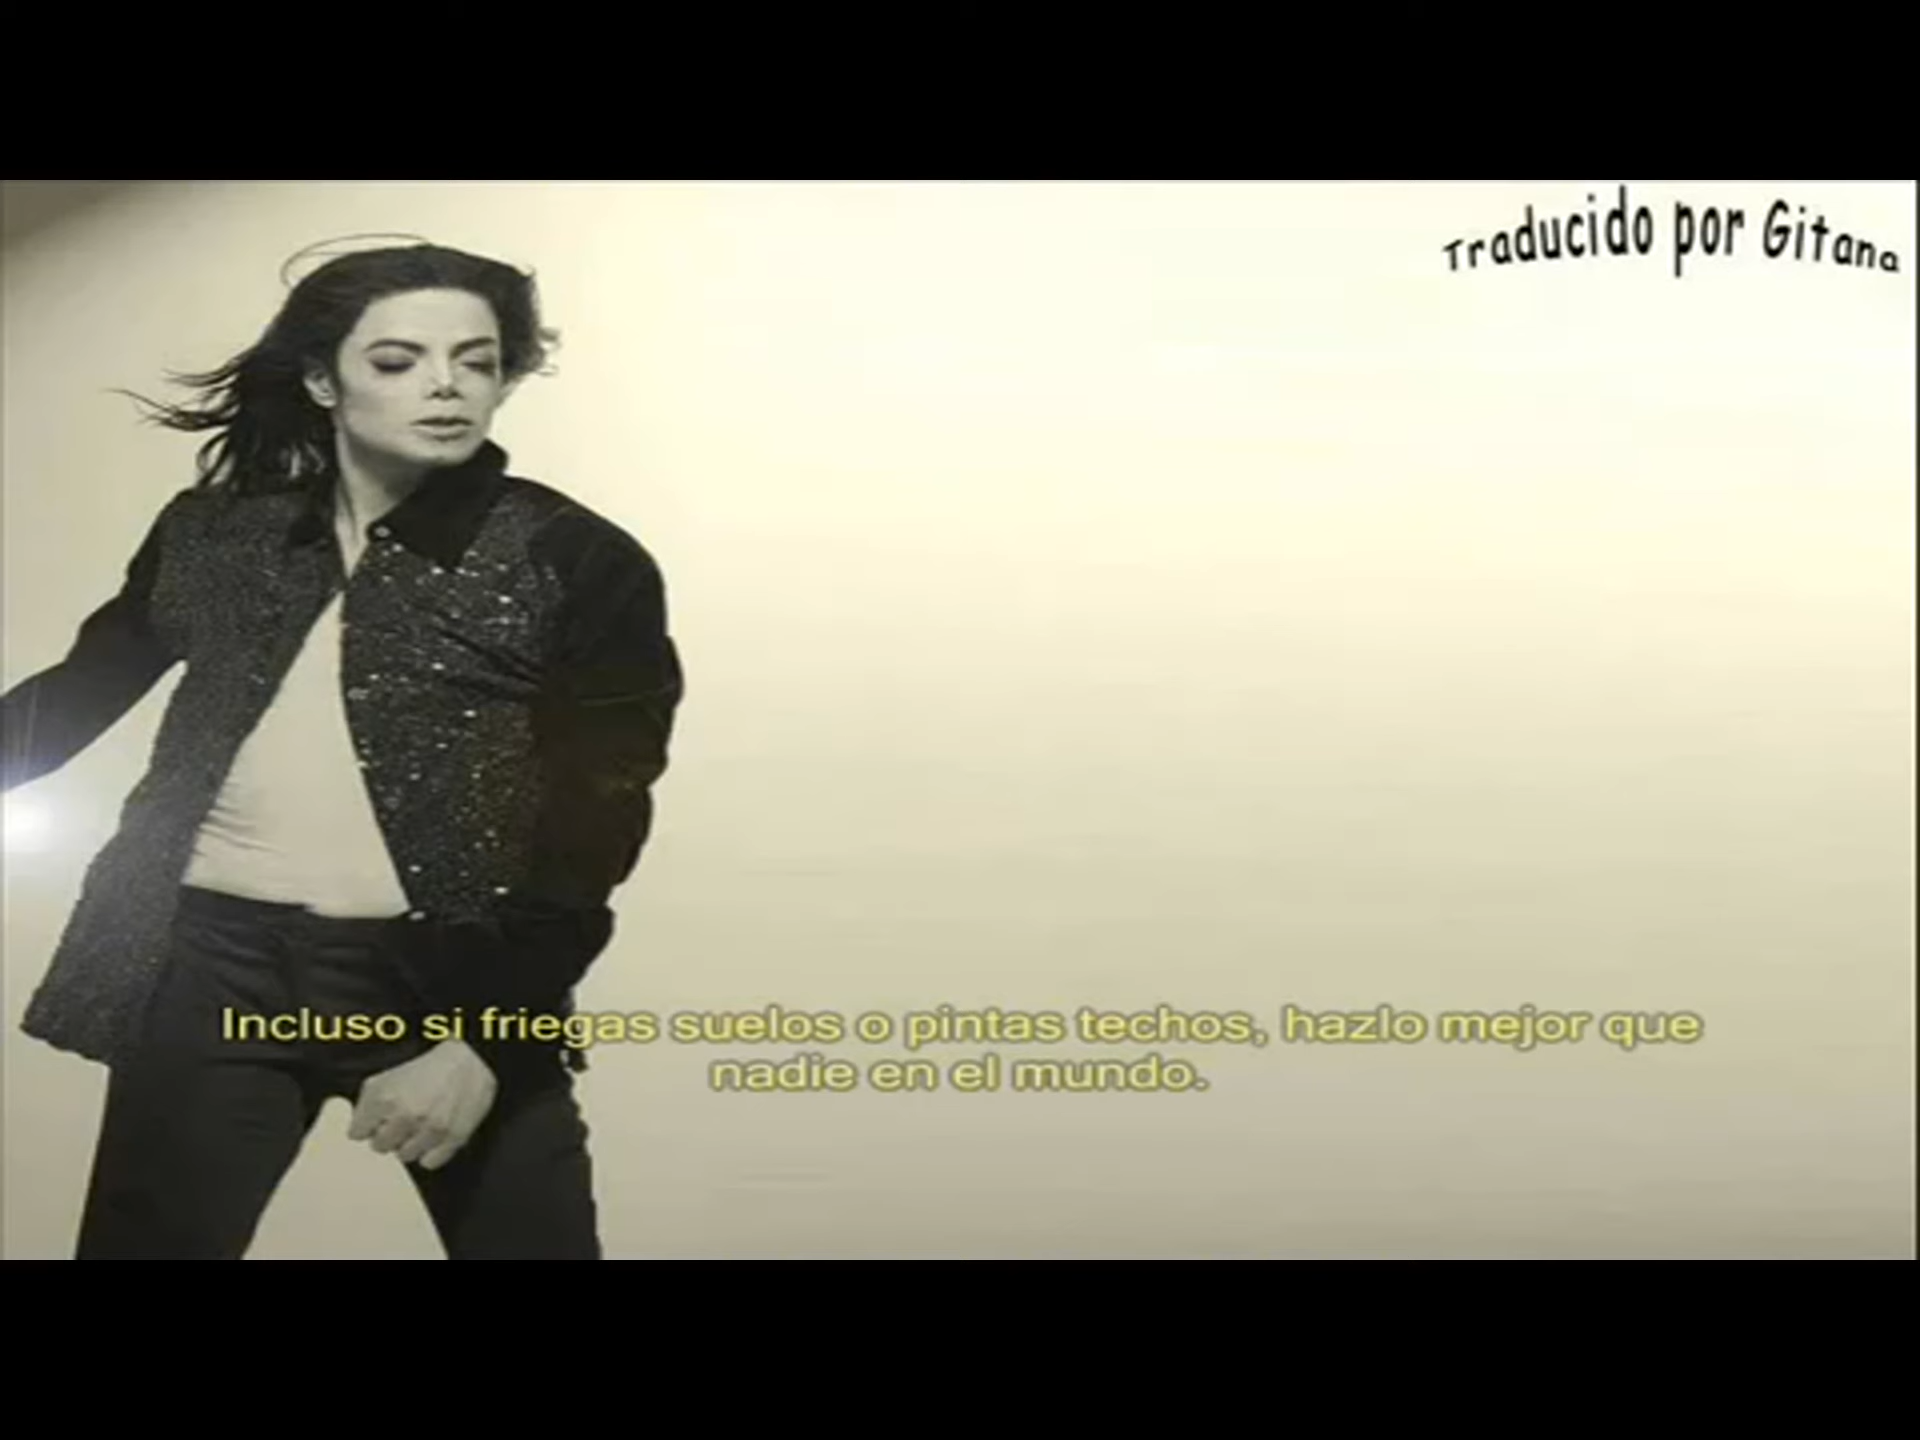 Traducido por Gitana
Incluso si friegas suelos o pintas techos, hazlo mejor que
nadie en el mundo.